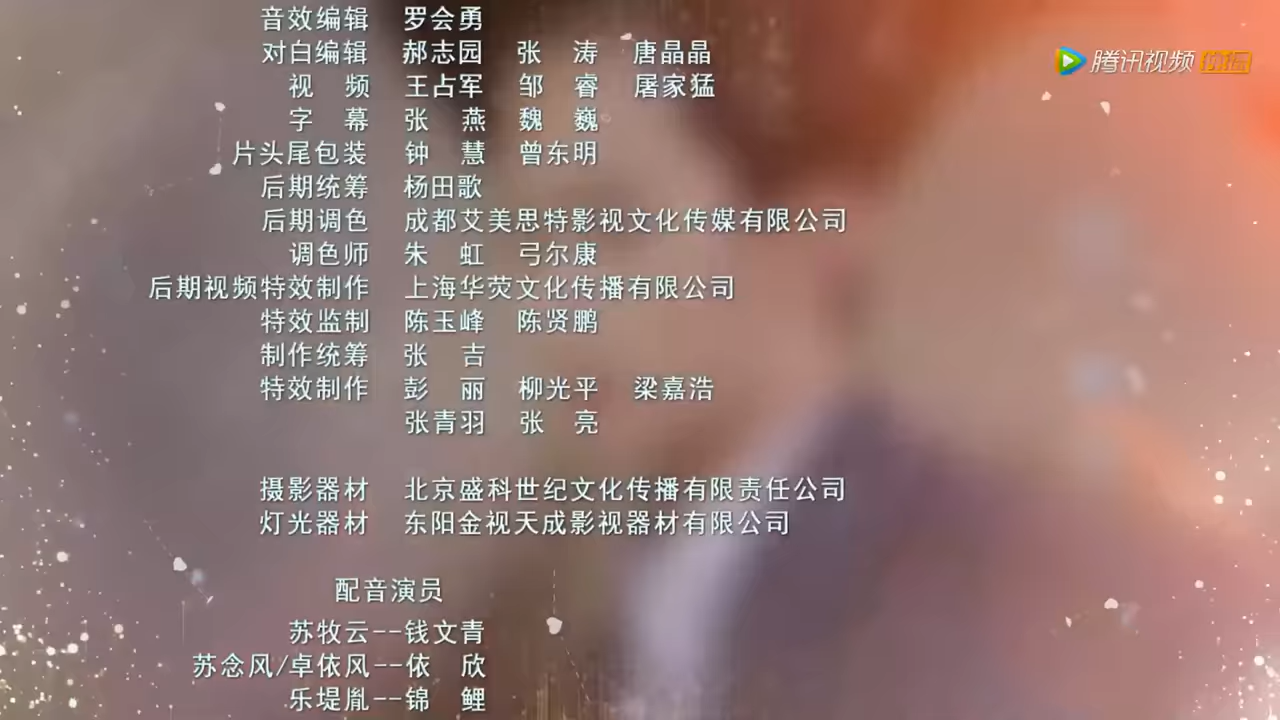 音效编辑 罗会勇
对白编辑 郝志园 张 涛 唐晶晶
腾讯视频
视 频 王占军 邹 睿 屠家猛
字 幕 张 燕 魏 巍
片头尾包装 钟 慧 曾东明
后期统筹 杨田歌
后期调色 成都艾美思特影视文化传媒有限公司
调色师 朱 虹 弓尔康
后期视频特效制作 上海华荧文化传播有限公司
特效监制 陈玉峰 陈贤鹏
制作统筹 张 吉
特效制作 彭 丽 柳光平 梁嘉浩
张青羽 张 亮
摄影器材 北京盛科世纪文化传播有限责任公司
灯光器材 东阳金视天成影视器材有限公司
配音演员
苏牧云--钱文青
苏念风/卓依风--依 欣
乐堤胤--锦 鲤